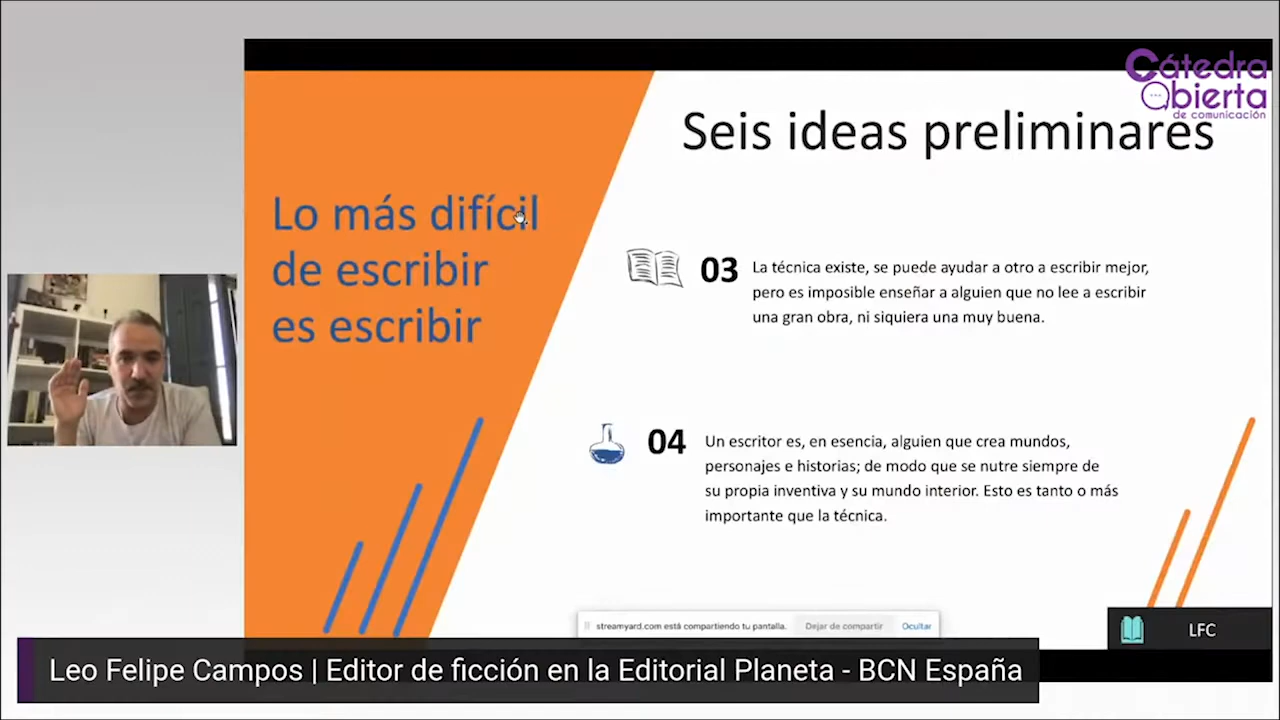 Cátedra
Abierta
de comunicación
Seis ideas preliminares
Lo más difícil
de escribir
es escribir
03
La técnica existe, se puede ayudar a otro a escribir mejor,
pero es imposible enseñar a alguien que no lee a escribir
una gran obra, ni siquiera una muy buena.
04
Un escritor es, en esencia, alguien que crea mundos,
personajes e historias; de modo que se nutre siempre de
su propia inventiva y su mundo interior. Esto es tanto o más
importante que la técnica.
streamyard.com está compartiendo tu pantalla. Dejar de compartir Ocultar
LFC
Leo Felipe Campos | Editor de ficción en la Editorial Planeta - BCN España